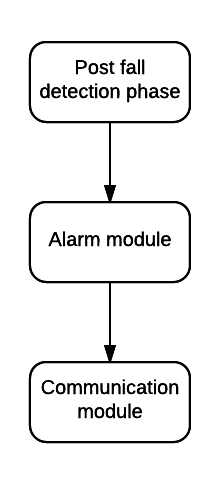 Post fall
detection phase
Alarm module
Communication
module